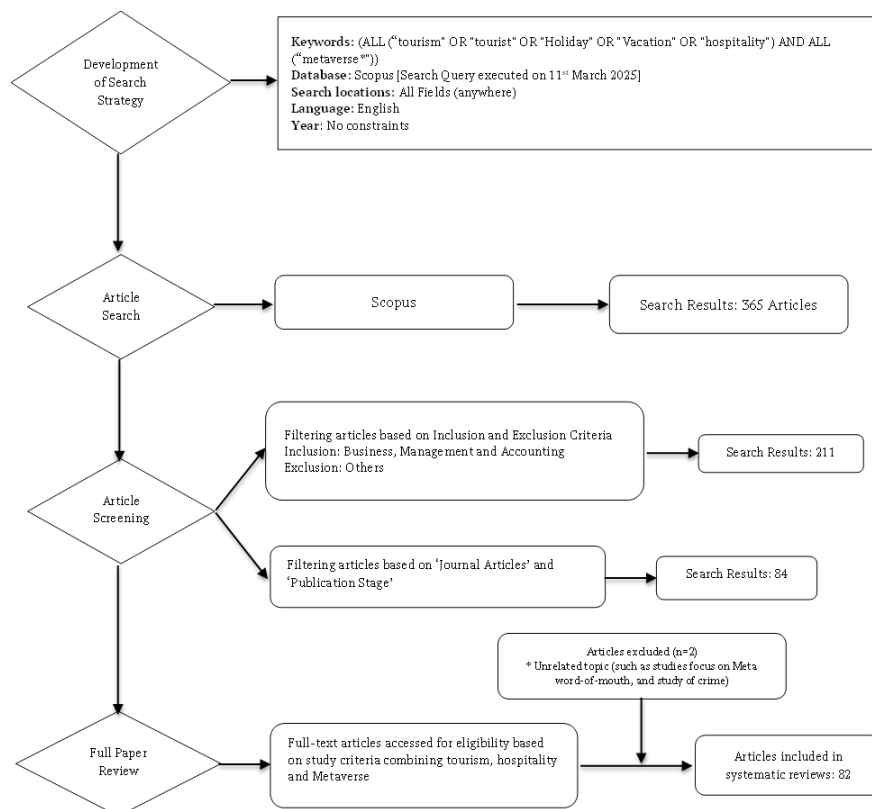 Development
of Search
Strategy
Keywords: (ALL (“tourism" OR "tourist" OR "Holiday" OR "Vacation" OR "hospitality") AND ALL
(“metaverse*"))
Database: Scopus [Search Query executed on 11st March 2025]
Search locations: All Fields (anywhere)
Language: English
Year: No constraints
Article
Search
Scopus
Search Results: 365 Articles
Article
Screening
Filtering articles based on Inclusion and Exclusion Criteria
Inclusion: Business, Management and Accounting
Exclusion: Others
Search Results: 211
Filtering articles based on ‘Journal Articles’ and
‘Publication Stage’
Search Results: 84
Articles excluded (n=2)
* Unrelated topic (such as studies focus on Meta
word-of-mouth, and study of crime)
Full Paper
Review
Full-text articles accessed for eligibility based
on study criteria combining tourism, hospitality
and Metaverse
Articles included in
systematic reviews: 82